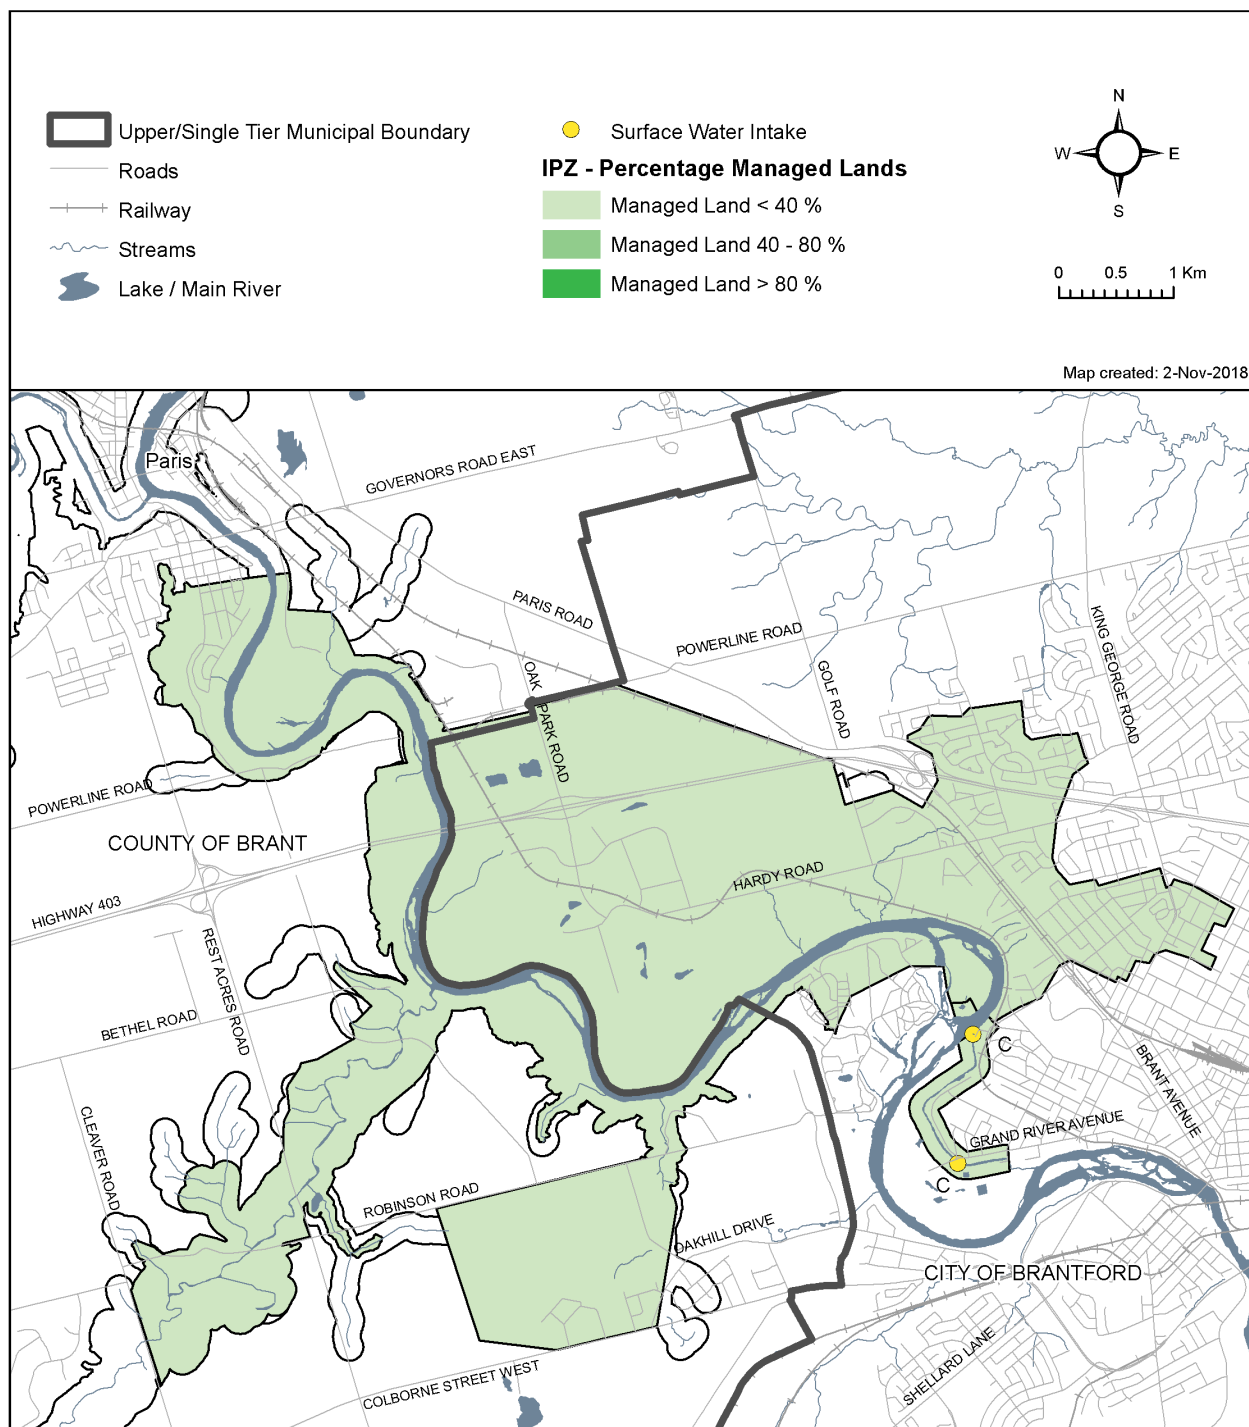 Upper/Single Tier Municipal Boundary
Roads
Railway
Streams
Lake / Main River
Surface Water Intake
IPZ - Percentage Managed Lands
Managed Land < 40 %
Managed Land 40 - 80 %
Managed Land > 80 %
N
W E
S
0 0.5 1 Km
Map created: 2-Nov-2018
Paris
GOVERNORS ROAD EAST
PARIS ROAD
POWERLINE ROAD
KING GEORGE ROAD
OAK PARK ROAD
GOLF ROAD
POWERLINE ROAD
COUNTY OF BRANT
HARDY ROAD
HIGHWAY 403
REST ACRES ROAD
BETHEL ROAD
C
BRANT AVENUE
CLEAVER ROAD
GRAND RIVER AVENUE
C
ROBINSON ROAD
OAKHILL DRIVE
CITY OF BRANTFORD
SHELLARD LANE
COLBORNE STREET WEST